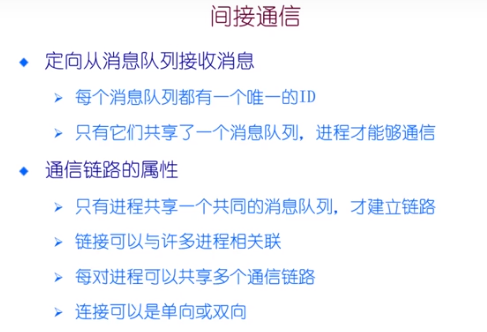 间接通信
定向从消息队列接收消息
每个消息队列都有一个唯一的ID
只有它们共享了一个消息队列，进程才能够通信
通信链路的属性
只有进程共享一个共同的消息队列，才建立链路
链接可以与许多进程相关联
每对进程可以共享多个通信链路
连接可以是单向或双向